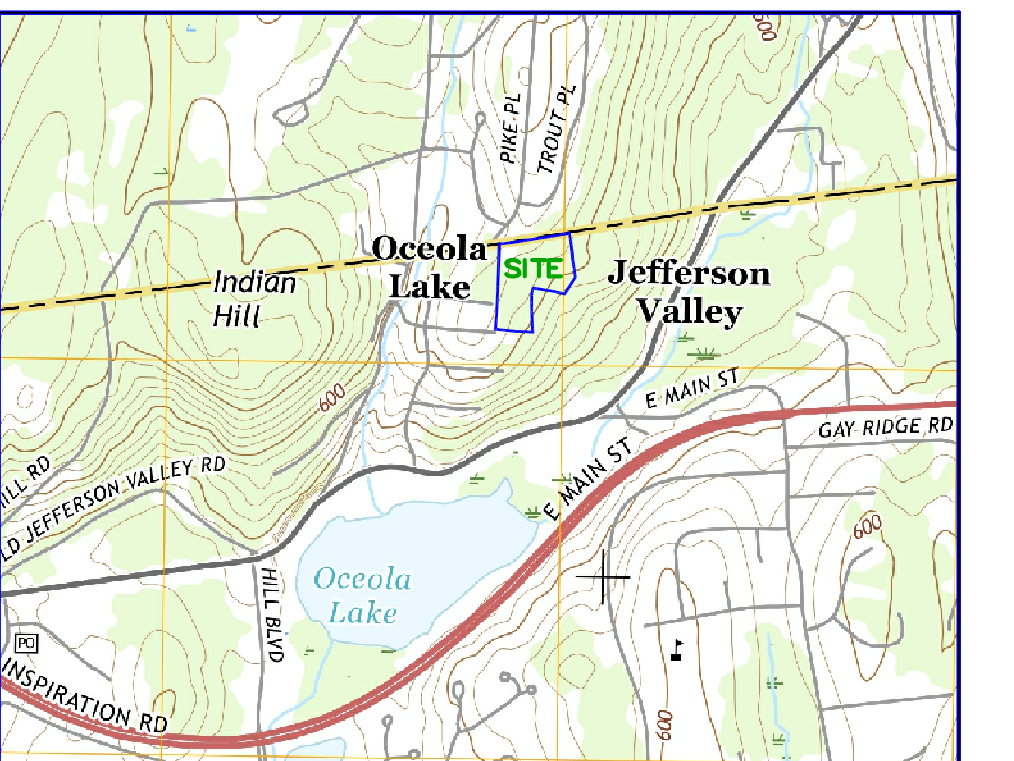 600
PIKE PL
TROUT PL
Oceola
Lake
SITE
Jefferson
Valley
Indian
Hill
600
E MAIN ST
GAY RIDGE RD
HILL RD
LD JEFFERSON VALLEY RD
E MAIN ST
600
Oceola
Lake
HILL BLVD
PO
INSPIRATION RD
600